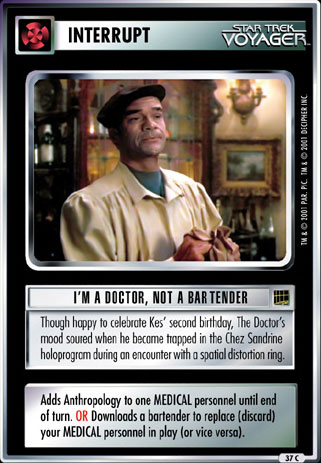 INTERRUPT
STAR TREK
VOYAGER™
TM & © 2001 PAR. PIC. TM & © 2001 DECIPHER INC.
I'M A DOCTOR, NOT A BARTENDER
Though happy to celebrate Kes' second birthday, The Doctor's
mood soured when he became trapped in the Chez Sandrine
holoprogram during an encounter with a spatial distortion ring.
Adds Anthropology to one MEDICAL personnel until end
of turn. OR Downloads a bartender to replace (discard)
your MEDICAL personnel in play (or vice versa).
37 C